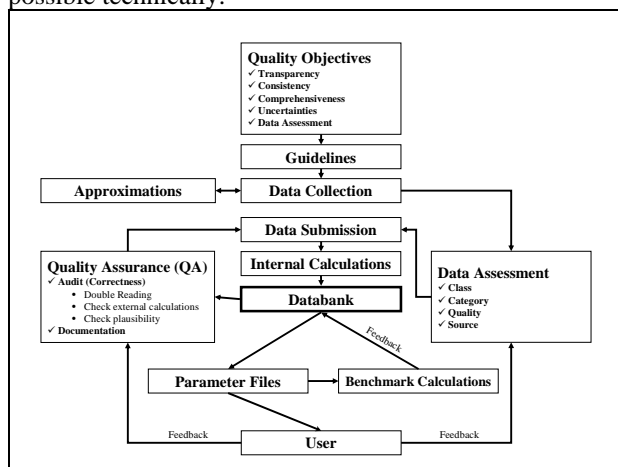 possible technically.
Quality Objectives
✓ Transparency
✓ Consistency
✓ Comprehensiveness
✓ Uncertainties
✓ Data Assessment
Guidelines
Approximations
Data Collection
Data Submission
Quality Assurance (QA)
✓ Audit (Correctness)
• Double Reading
• Check external calculations
• Check plausibility
✓ Documentation
Internal Calculations
Databank
Data Assessment
✓ Class
✓ Category
✓ Quality
✓ Source
Feedback
Parameter Files
Benchmark Calculations
Feedback
User
Feedback